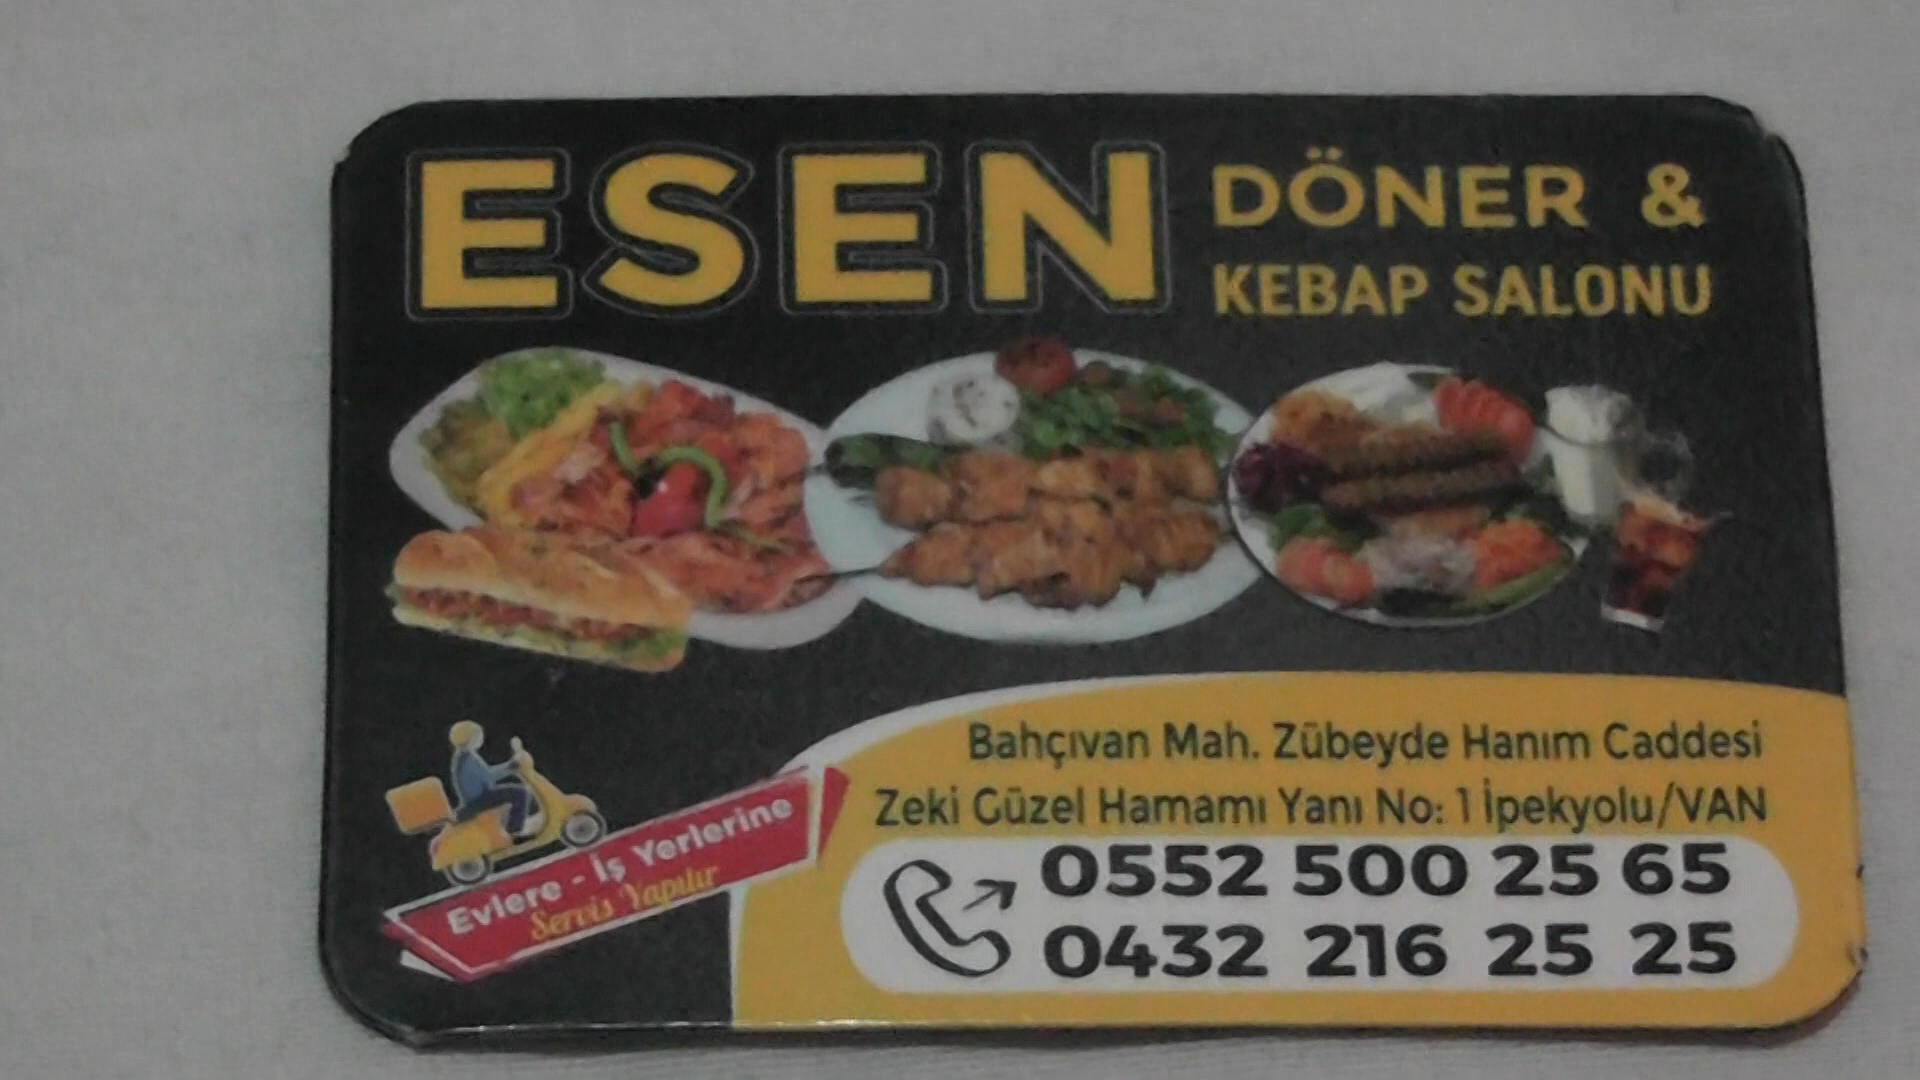 ESEN DÖNER &
KEBAP SALONU
Bahçıvan Mah. Zübeyde Hanım Caddesi
Zeki Güzel Hamamı Yanı No: 1 İpekyolu/VAN
Evlere - İş Yerlerine
Servis Yapılır
0552 500 25 65
0432 216 25 25